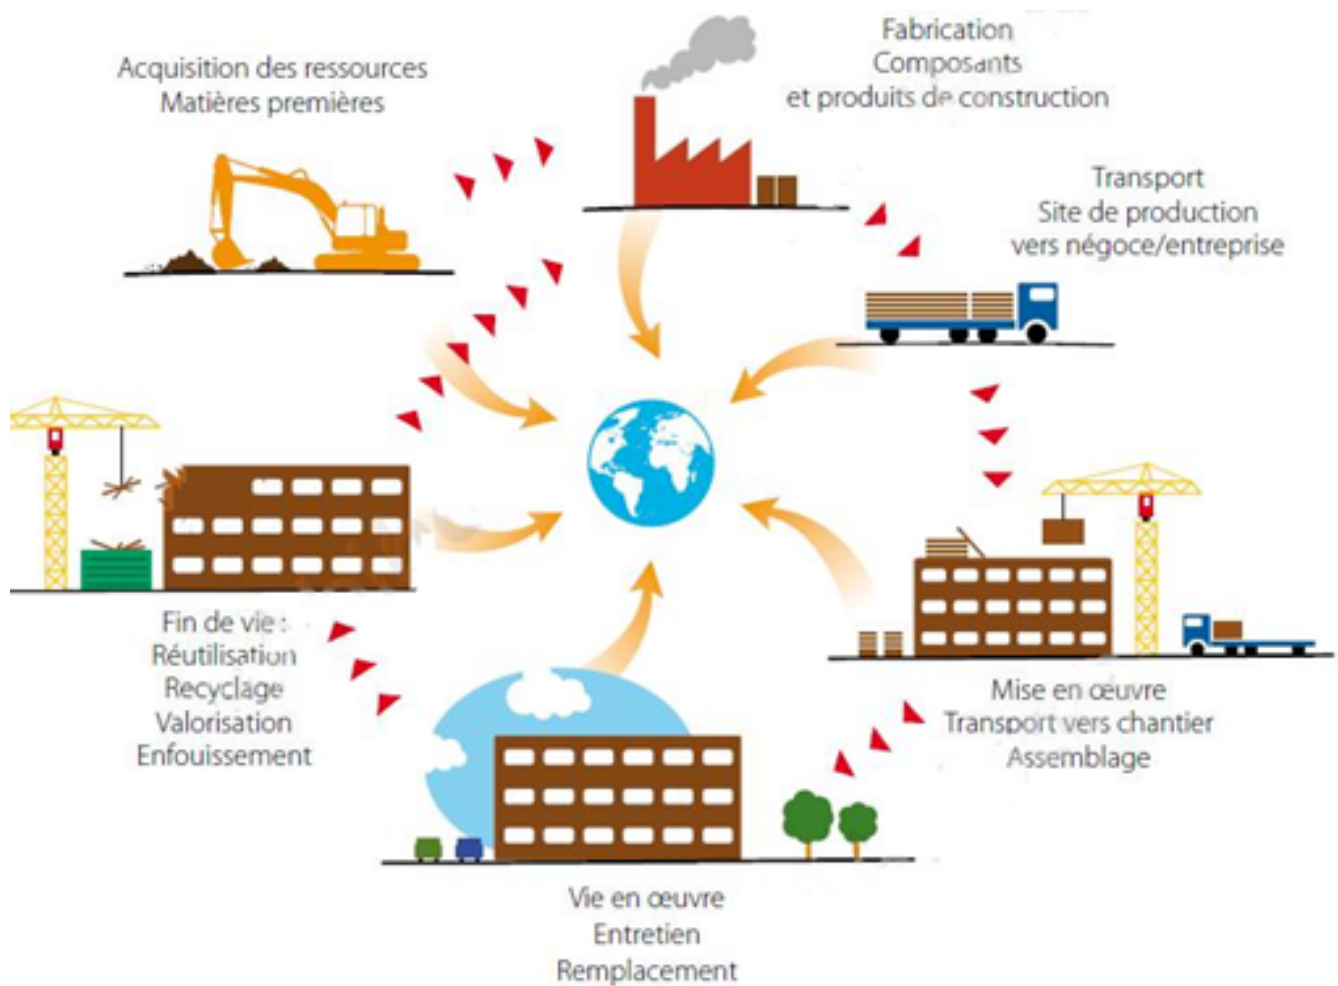 Acquisition des ressources
Matières premières
Fabrication
Composants
et produits de construction
Transport
Site de production
vers négoce/entreprise
Mise en œuvre
Transport vers chantier
Assemblage
Vie en œuvre
Entretien
Remplacement
Fin de vie :
Réutilisation
Recyclage
Valorisation
Enfouissement